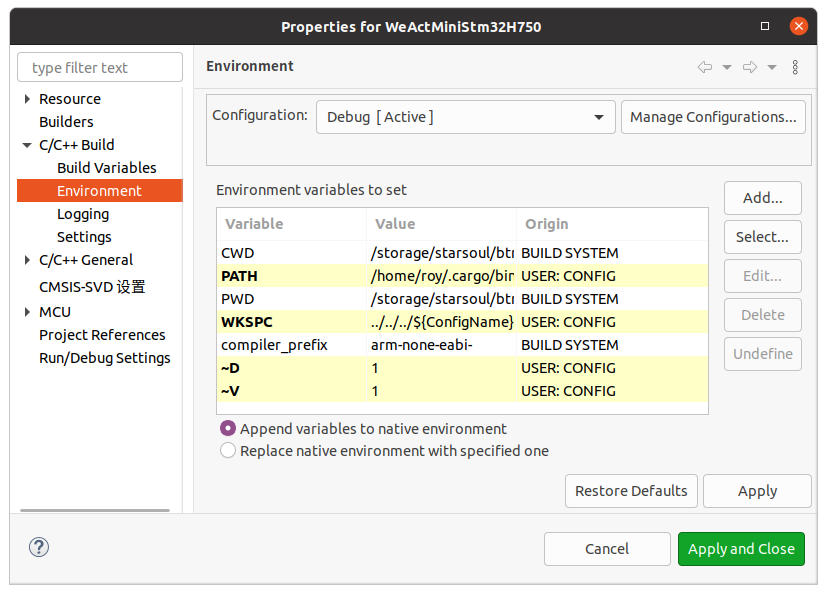 Properties for WeActMiniStm32H750
type filter text
Resource
Builders
C/C++ Build
Build Variables
Environment
Logging
Settings
C/C++ General
CMSIS-SVD 设置
MCU
Project References
Run/Debug Settings
Environment
Configuration: Debug [ Active ] Manage Configurations...
Environment variables to set
Variable Value Origin
CWD /storage/starsoul/btr BUILD SYSTEM
PATH /home/roy/.cargo/bin USER: CONFIG
PWD /storage/starsoul/btr BUILD SYSTEM
WKSPC ../../../${ConfigName} USER: CONFIG
compiler_prefix arm-none-eabi- BUILD SYSTEM
~D 1 USER: CONFIG
~V 1 USER: CONFIG
Add...
Select...
Edit...
Delete
Undefine
Append variables to native environment
Replace native environment with specified one
Restore Defaults Apply
? Cancel Apply and Close